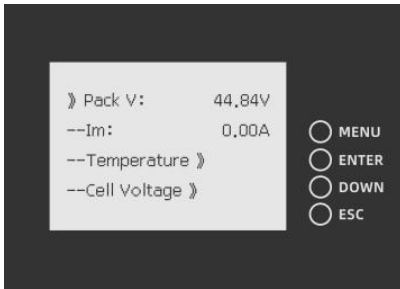 》 Pack V: 44.84V
--Im: 0.00A
--Temperature 》
--Cell Voltage 》
MENU
ENTER
DOWN
ESC